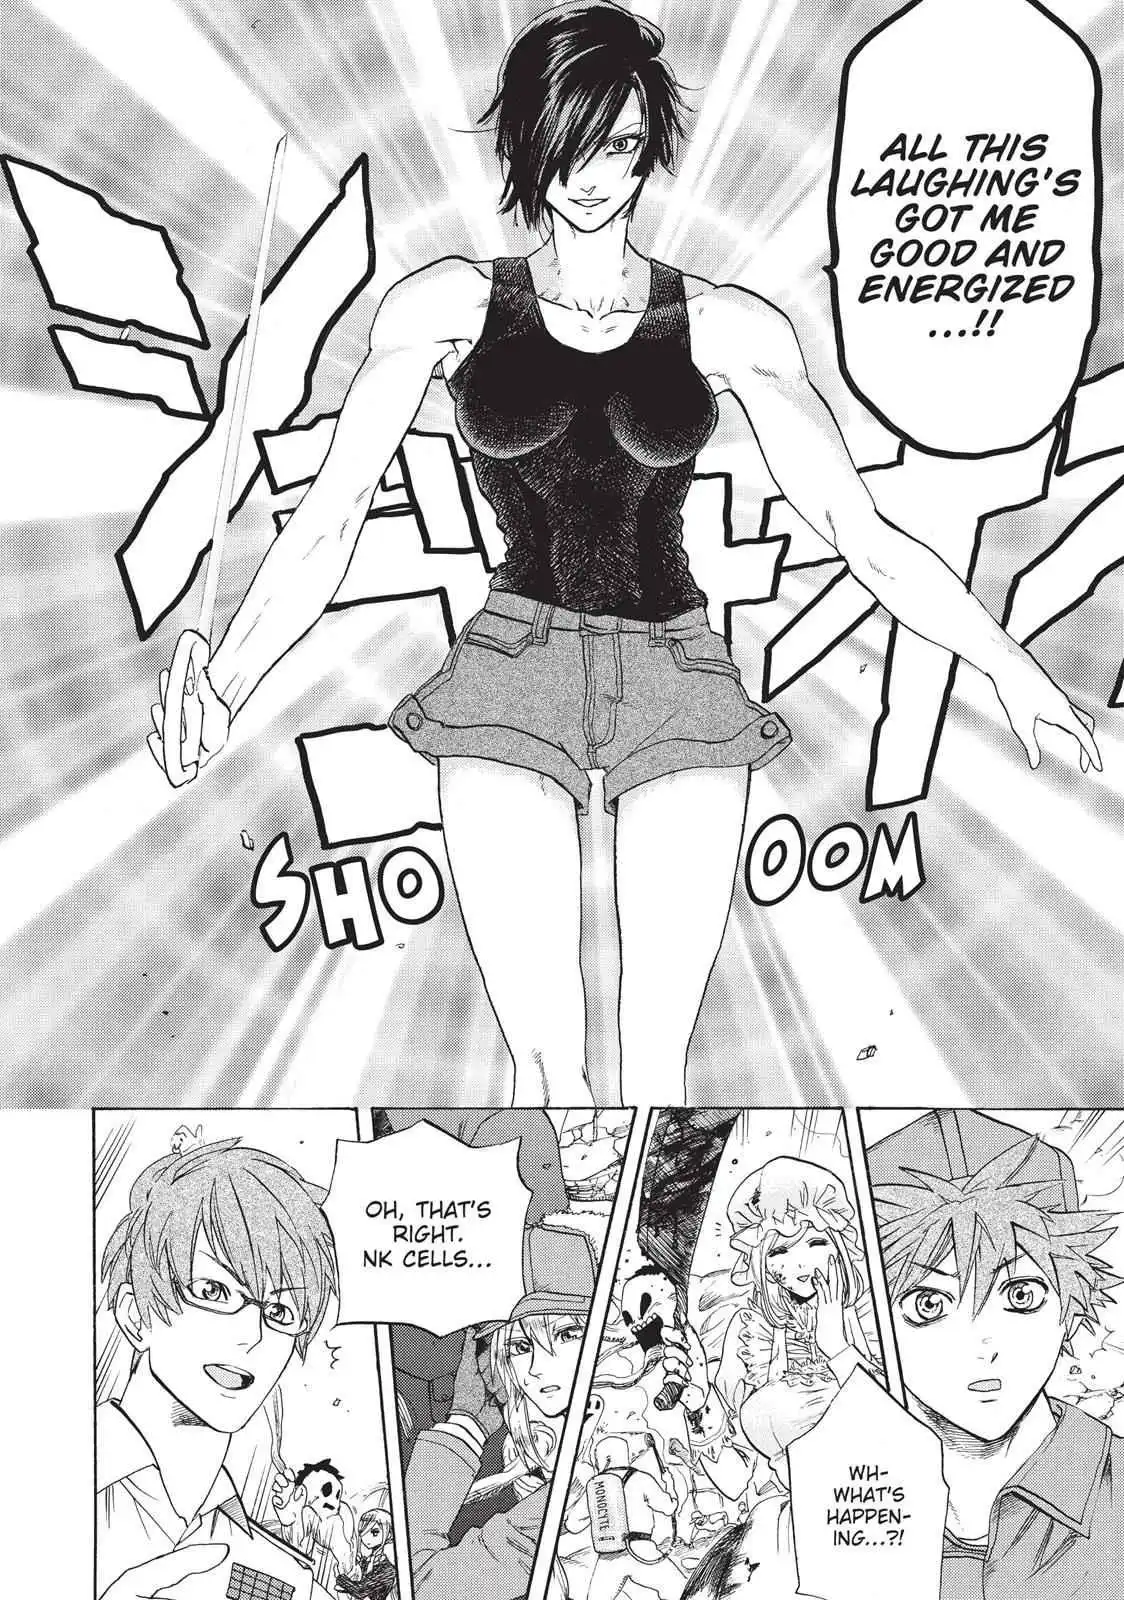 ALL THIS
LAUGHING'S
GOT ME
GOOD AND
ENERGIZED
...!!
SHO
OOM
OH, THAT'S
RIGHT.
NK CELLS...
MONOCYTE
WH-
WHAT'S
HAPPEN-
ING...?!